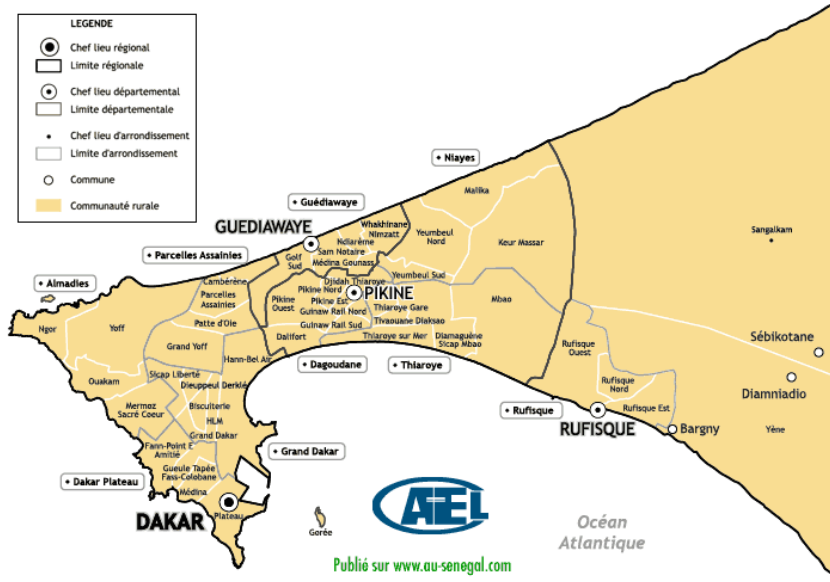 LEGENDE
Chef lieu régional
Limite régionale
Chef lieu départemental
Limite départementale
Chef lieu d'arrondissement
Limite d'arrondissement
Commune
Communauté rurale
Niayes
Malika
Guédiawaye
GUEDIAWAYE
Whakhinane
Nimzatt
Ndiarème
Sam Notaire
Médina Gounass
Golf
Sud
Yeumbeul
Nord
Keur Massar
Sangalkam
Parcelles Assainies
Cambérène
Parcelles
Assainies
Yeumbeul Sud
Djidah Thiaroye
Pikine Nord
PIKINE
Pikine
Ouest
Pikine Est
Guinaw Rail Nord
Guinaw Rail Sud
Dalifort
Thiaroye Gare
Tivaouane Diaksao
Thiaroye sur Mer
Diamaguène
Sicap Mbao
Mbao
Almadies
Ngor
Yoff
Patte d'Oie
Grand Yoff
Hann-Bel Air
Dagoudane
Thiaroye
Ouakam
Sicap Liberté
Dieuppeul Derklé
Mermoz
Sacré Coeur
Biscuiterie
HLM
Grand Dakar
Fann-Point E
Amitié
Gueule Tapée
Fass-Colobane
Médina
Grand Dakar
Dakar Plateau
DAKAR
Plateau
Gorée
Rufisque
Ouest
Rufisque
Nord
Rufisque Est
Rufisque
RUFISQUE
Bargny
Sébikotane
Diamniadio
Yène
ATEL
Océan
Atlantique
Publié sur www.au-senegal.com